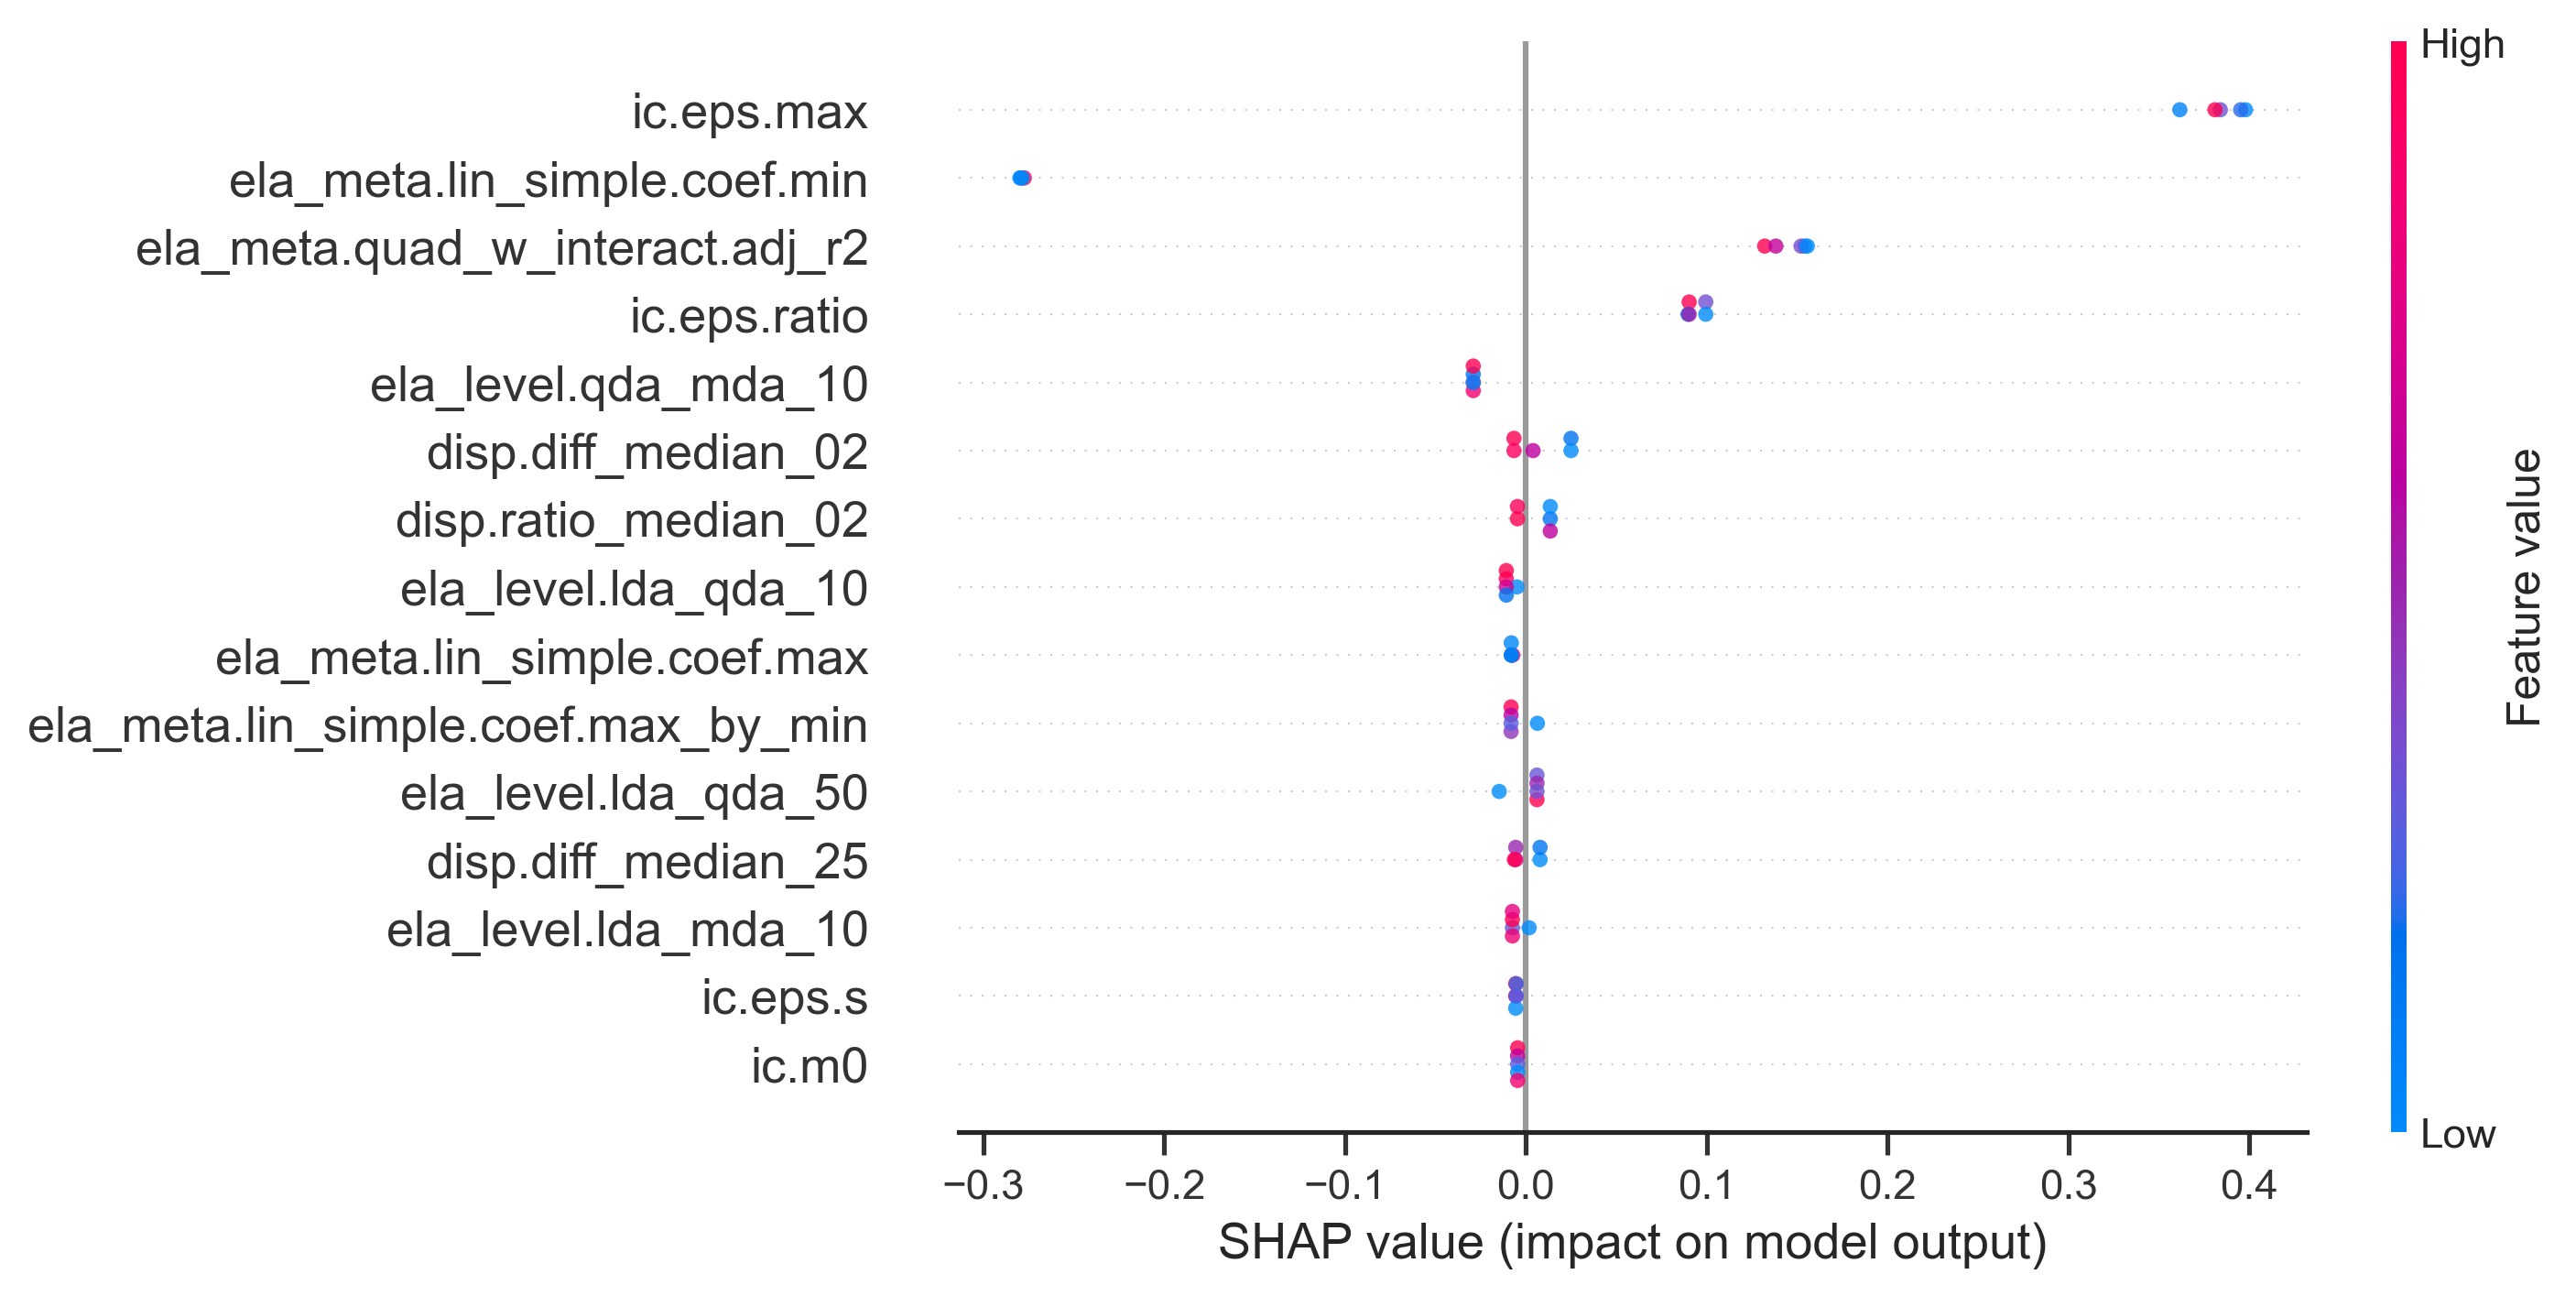 High
ic.eps.max
ela_meta.lin_simple.coef.min
ela_meta.quad_w_interact.adj_r2
ic.eps.ratio
ela_level.qda_mda_10
disp.diff_median_02
disp.ratio_median_02
ela_level.lda_qda_10
ela_meta.lin_simple.coef.max
ela_meta.lin_simple.coef.max_by_min
ela_level.lda_qda_50
disp.diff_median_25
ela_level.lda_mda_10
ic.eps.s
ic.m0
Feature value
Low
−0.3 −0.2 −0.1 0.0 0.1 0.2 0.3 0.4
SHAP value (impact on model output)